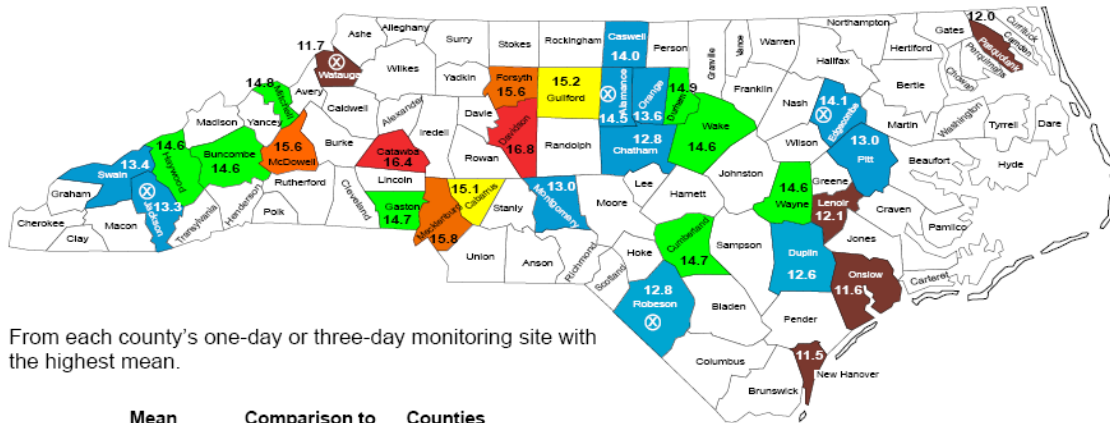 Ashe
Alleghany
Surry
Stokes
Rockingham
Caswell
14.0
Person
Granville
Vance
Warren
Northampton
Gates
12.0
Currituck
Camden
Pasquotank
Perquimans
Chowan
Hertford
Halifax
Bertle
11.7
Watauga
Wilkes
Yadkin
Forsyth
15.6
15.2
Guilford
Alamance
14.5
Orange
13.6
14.9
Durham
Franklin
Nash
14.1
Edgecombe
Martin
Washington
Tyrrell
Dare
14.8
Mitchell
Avery
Caldwell
Alexander
Iredell
Davie
Davidson
16.8
Randolph
12.8
Chatham
Wake
14.6
Wilson
13.0
Pitt
Beaufort
Hyde
Madison
Yancey
15.6
McDowell
Burke
Catawba
16.4
Rowan
Lincoln
13.4
Swain
14.6
Haywood
Buncombe
14.6
Rutherford
Cleveland
Gaston
14.7
15.1
Cabarrus
Stanly
13.0
Montgomery
Moore
Lee
Harnett
Johnston
14.6
Wayne
Greene
Lenoir
12.1
Craven
Pamlico
Graham
Jackson
13.3
Cherokee
Clay
Macon
Transylvania
Henderson
Polk
Mecklenburg
15.8
Union
Anson
Richmond
Scotland
Hoke
Cumberland
14.7
Sampson
Duplin
12.6
Jones
Onslow
11.6
Carteret
12.8
Robeson
Bladen
Pender
Columbus
Brunswick
11.5
New Hanover
From each county's one-day or three-day monitoring site with
the highest mean.
Mean Comparison to Counties